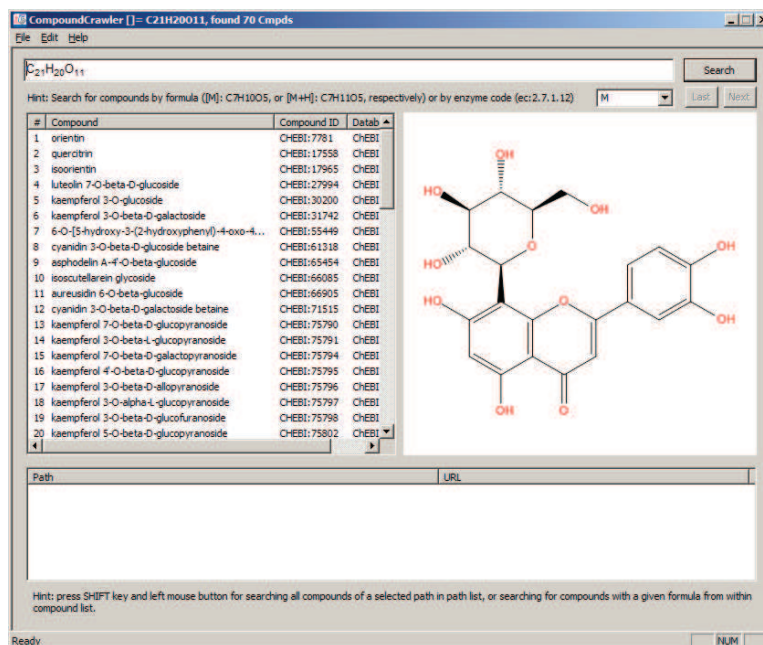 CompoundCrawler []= C21H20O11, found 70 Cmpds
File Edit Help
C₂₁H₂₀O₁₁
Search
Hint: Search for compounds by formula ([M]: C7H10O5, or [M+H]: C7H11O5, respectively) or by enzyme code (ec:2.7.1.12)
M
Last
Next
# Compound Compound ID Datab
1 orientin CHEBI:7781 ChEBI
2 quercitrin CHEBI:17558 ChEBI
3 isoorientin CHEBI:17965 ChEBI
4 luteolin 7-O-beta-D-glucoside CHEBI:27994 ChEBI
5 kaempferol 3-O-glucoside CHEBI:30200 ChEBI
6 kaempferol 3-O-beta-D-galactoside CHEBI:31742 ChEBI
7 6-O-[5-hydroxy-3-(2-hydroxyphenyl)-4-oxo-4... CHEBI:55449 ChEBI
8 cyanidin 3-O-beta-D-glucoside betaine CHEBI:61318 ChEBI
9 asphodelin A-4'-O-beta-glucoside CHEBI:65454 ChEBI
10 isoscutellarein glycoside CHEBI:66085 ChEBI
11 aureusidin 6-O-beta-glucoside CHEBI:66905 ChEBI
12 cyanidin 3-O-beta-D-galactoside betaine CHEBI:71515 ChEBI
13 kaempferol 7-O-beta-D-glucopyranoside CHEBI:75790 ChEBI
14 kaempferol 3-O-beta-L-glucopyranoside CHEBI:75791 ChEBI
15 kaempferol 7-O-beta-D-galactopyranoside CHEBI:75794 ChEBI
16 kaempferol 4'-O-beta-D-glucopyranoside CHEBI:75795 ChEBI
17 kaempferol 3-O-beta-D-allopyranoside CHEBI:75796 ChEBI
18 kaempferol 3-O-alpha-L-glucopyranoside CHEBI:75797 ChEBI
19 kaempferol 3-O-beta-D-glucofuranoside CHEBI:75798 ChEBI
20 kaempferol 5-O-beta-D-glucopyranoside CHEBI:75802 ChEBI
OH
HO
OH
O
HO
OH
HO
O
OH
OH
O
Path URL
Hint: press SHIFT key and left mouse button for searching all compounds of a selected path in path list, or searching for compounds with a given formula from within
compound list.
Ready
NUM